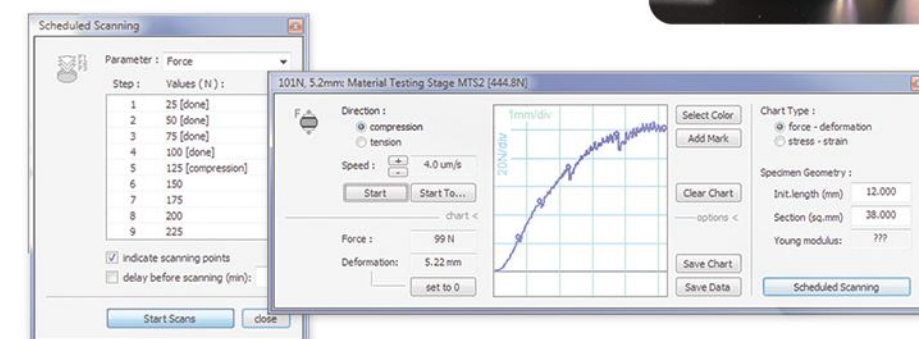 Scheduled Scanning
Parameter : Force
Step : Values ( N ) :
1 25 [done]
2 50 [done]
3 75 [done]
4 100 [done]
5 125 [compression]
6 150
7 175
8 200
9 225
indicate scanning points
delay before scanning (min):
Start Scans close
101N, 5.2mm: Material Testing Stage MTS2 [444.8N]
F
Direction :
compression
tension
Speed : + - 4.0 um/s
Start Start To...
chart <
Force : 99 N
Deformation: 5.22 mm
set to 0
1mm/div
20N/div
Select Color
Add Mark
Clear Chart
options <
Save Chart
Save Data
Chart Type :
force - deformation
stress - strain
Specimen Geometry :
Init.length (mm) 12.000
Section (sq.mm) 38.000
Young modulus: ???
Scheduled Scanning